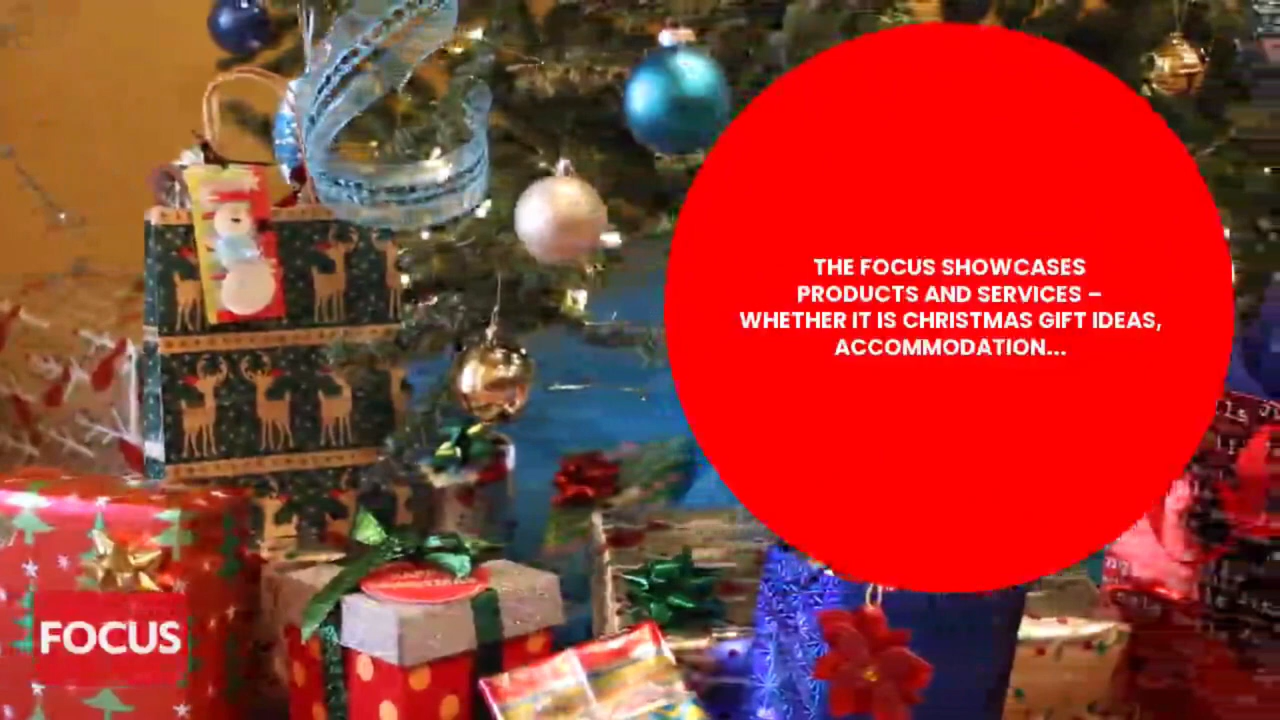 THE FOCUS SHOWCASES
PRODUCTS AND SERVICES –
WHETHER IT IS CHRISTMAS GIFT IDEAS,
ACCOMMODATION...
FOCUS